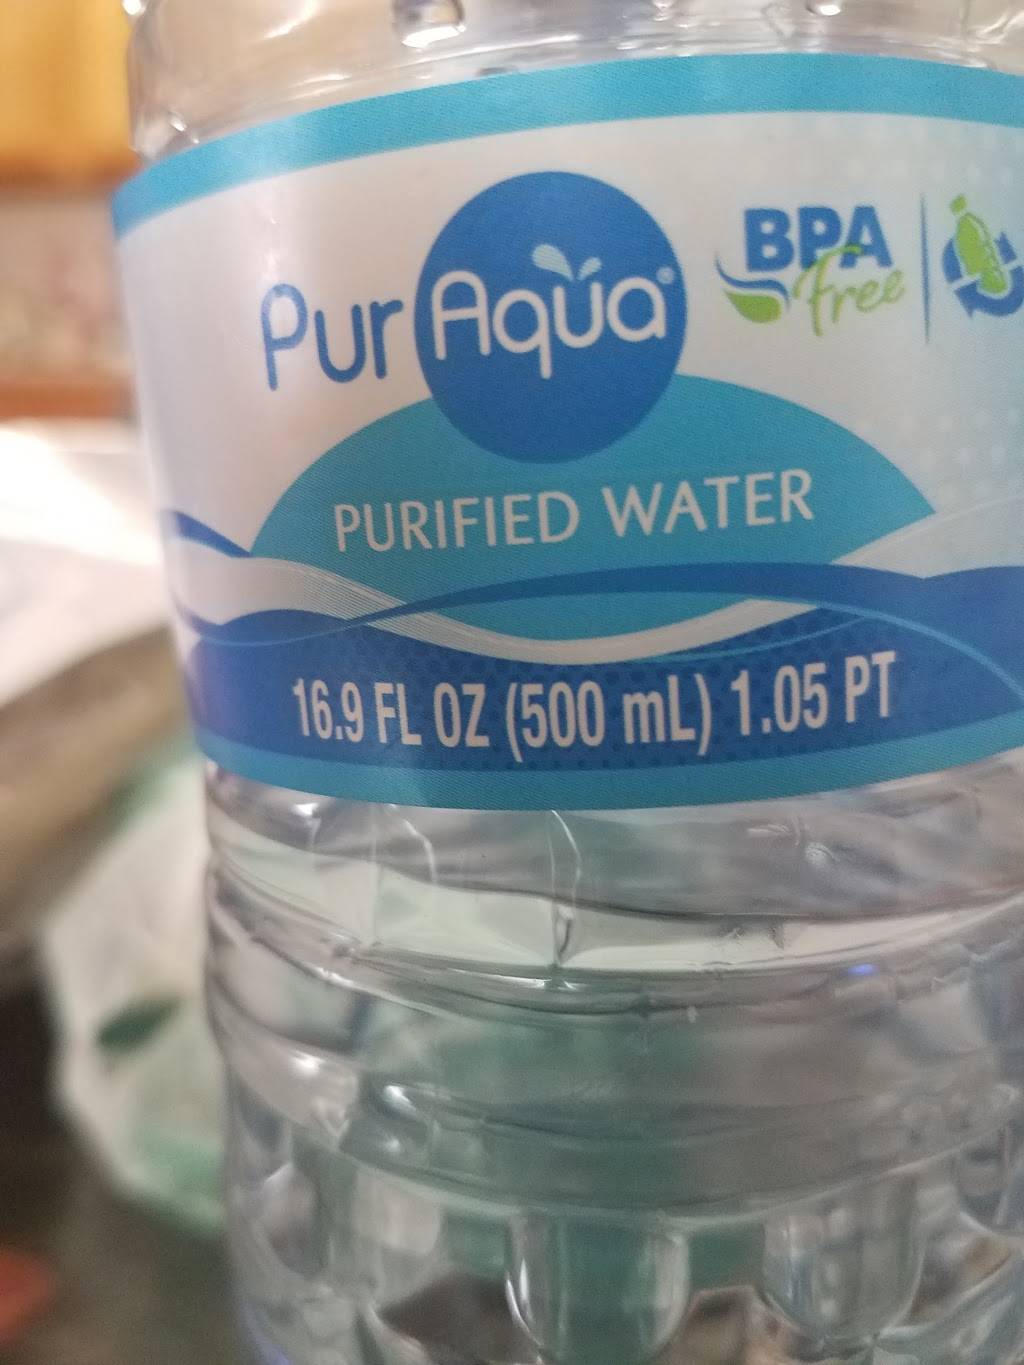 PurAqua®
BPA
Free
PURIFIED WATER
16.9 FL OZ (500 mL) 1.05 PT